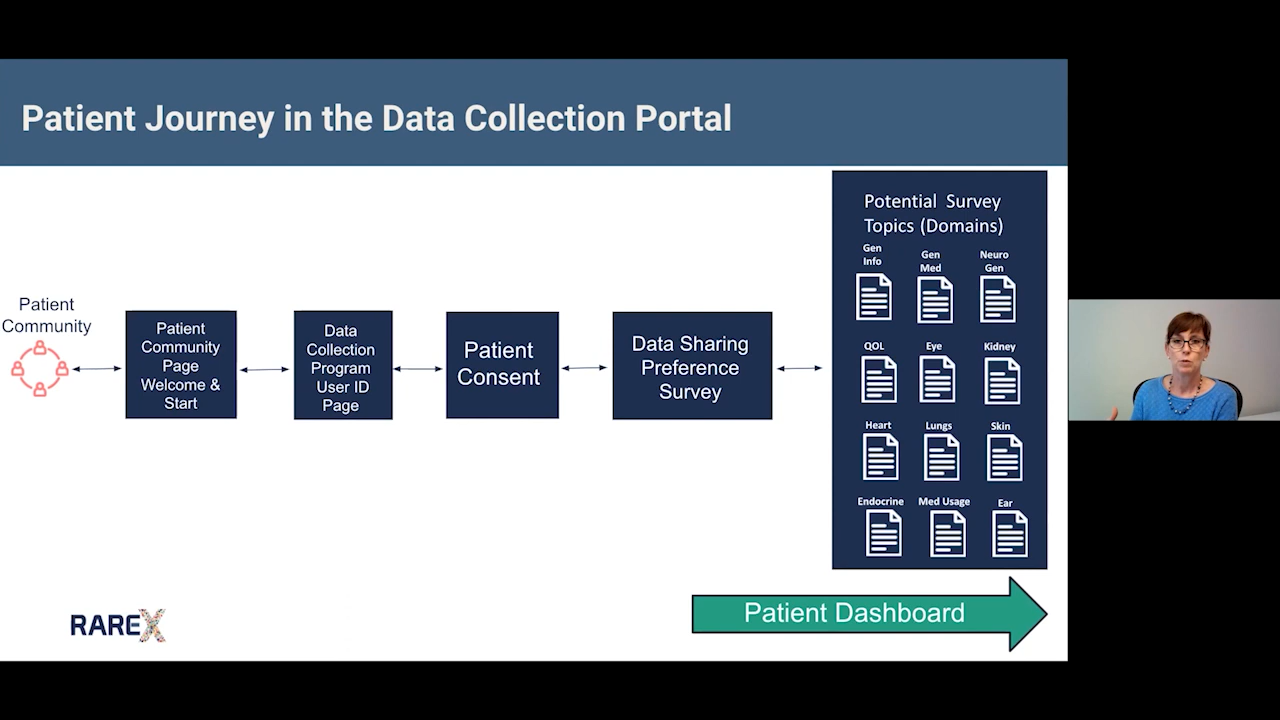 Patient Journey in the Data Collection Portal
Patient
Community
Patient
Community
Page
Welcome &
Start
Data
Collection
Program
User ID
Page
Patient
Consent
Data Sharing
Preference
Survey
Potential Survey
Topics (Domains)
Gen
Info
Gen
Med
Neuro
Gen
QOL
Eye
Kidney
Heart
Lungs
Skin
Endocrine
Med Usage
Ear
Patient Dashboard
RAREX